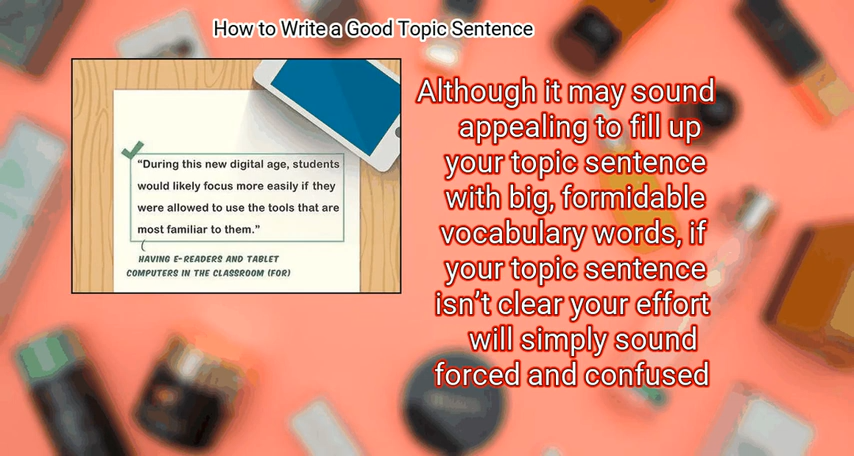 How to Write a Good Topic Sentence
“During this new digital age, students
would likely focus more easily if they
were allowed to use the tools that are
most familiar to them.”
HAVING E-READERS AND TABLET
COMPUTERS IN THE CLASSROOM (FOR)
Although it may sound
appealing to fill up
your topic sentence
with big, formidable
vocabulary words, if
your topic sentence
isn’t clear your effort
will simply sound
forced and confused